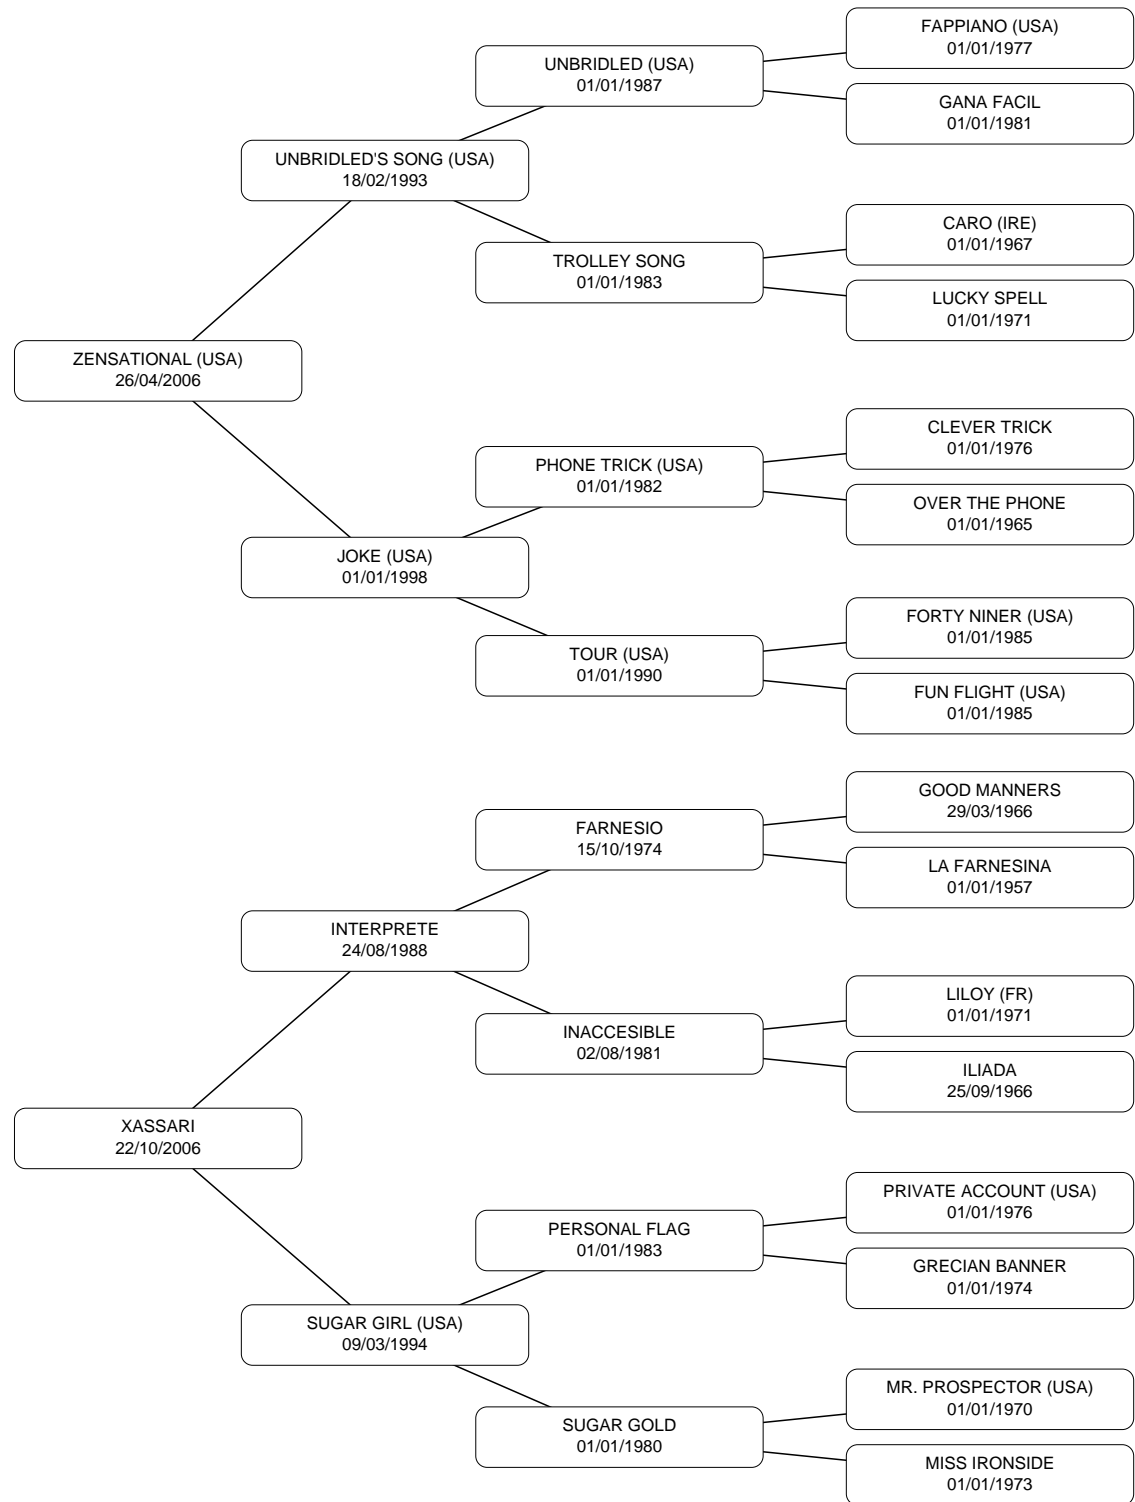 FAPPIANO (USA)
01/01/1977
UNBRIDLED (USA)
01/01/1987
GANA FACIL
01/01/1981
UNBRIDLED'S SONG (USA)
18/02/1993
CARO (IRE)
01/01/1967
TROLLEY SONG
01/01/1983
LUCKY SPELL
01/01/1971
ZENSATIONAL (USA)
26/04/2006
CLEVER TRICK
01/01/1976
PHONE TRICK (USA)
01/01/1982
OVER THE PHONE
01/01/1965
JOKE (USA)
01/01/1998
FORTY NINER (USA)
01/01/1985
TOUR (USA)
01/01/1990
FUN FLIGHT (USA)
01/01/1985
GOOD MANNERS
29/03/1966
FARNESIO
15/10/1974
LA FARNESINA
01/01/1957
INTERPRETE
24/08/1988
LILOY (FR)
01/01/1971
INACCESIBLE
02/08/1981
ILIADA
25/09/1966
XASSARI
22/10/2006
PRIVATE ACCOUNT (USA)
01/01/1976
PERSONAL FLAG
01/01/1983
GRECIAN BANNER
01/01/1974
SUGAR GIRL (USA)
09/03/1994
MR. PROSPECTOR (USA)
01/01/1970
SUGAR GOLD
01/01/1980
MISS IRONSIDE
01/01/1973